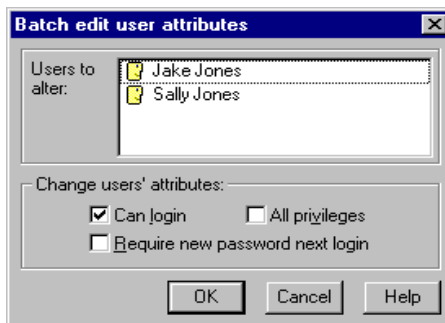 Batch edit user attributes
Users to
alter:
Jake Jones
Sally Jones
Change users' attributes:
Can login
All privileges
Require new password next login
OK
Cancel
Help